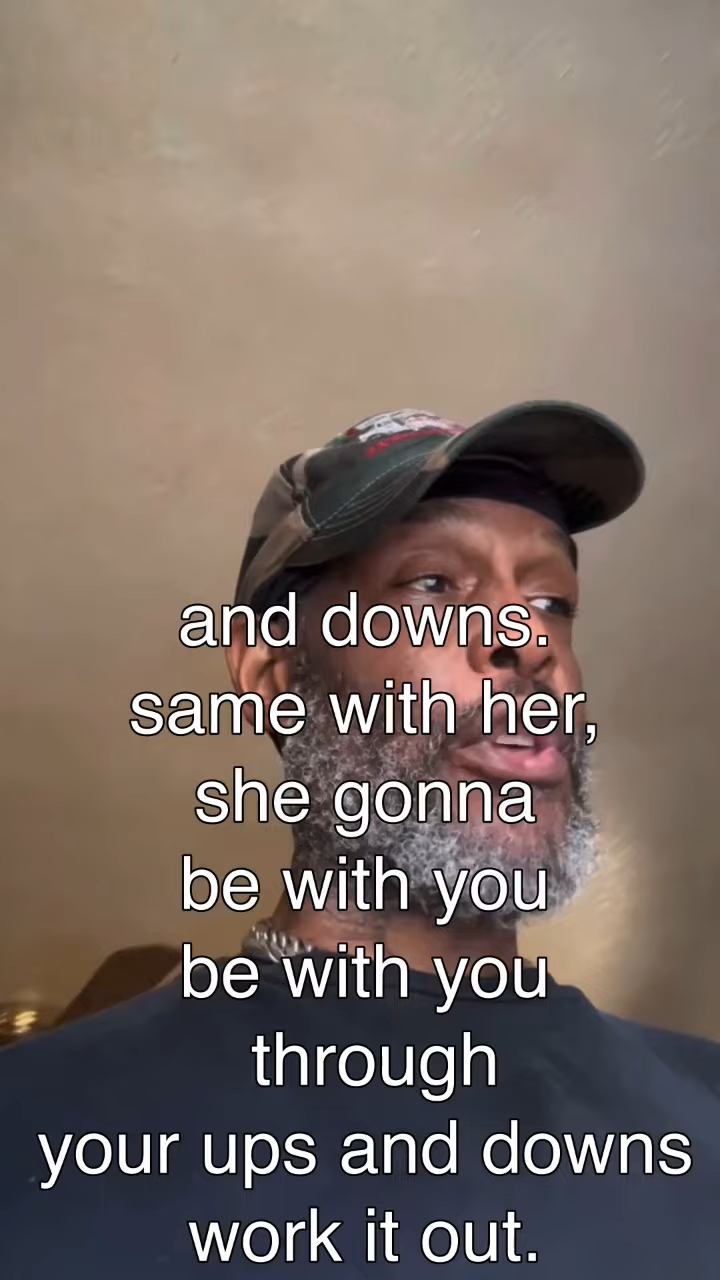 and downs.
same with her,
she gonna
be with you
be with you
through
your ups and downs
work it out.